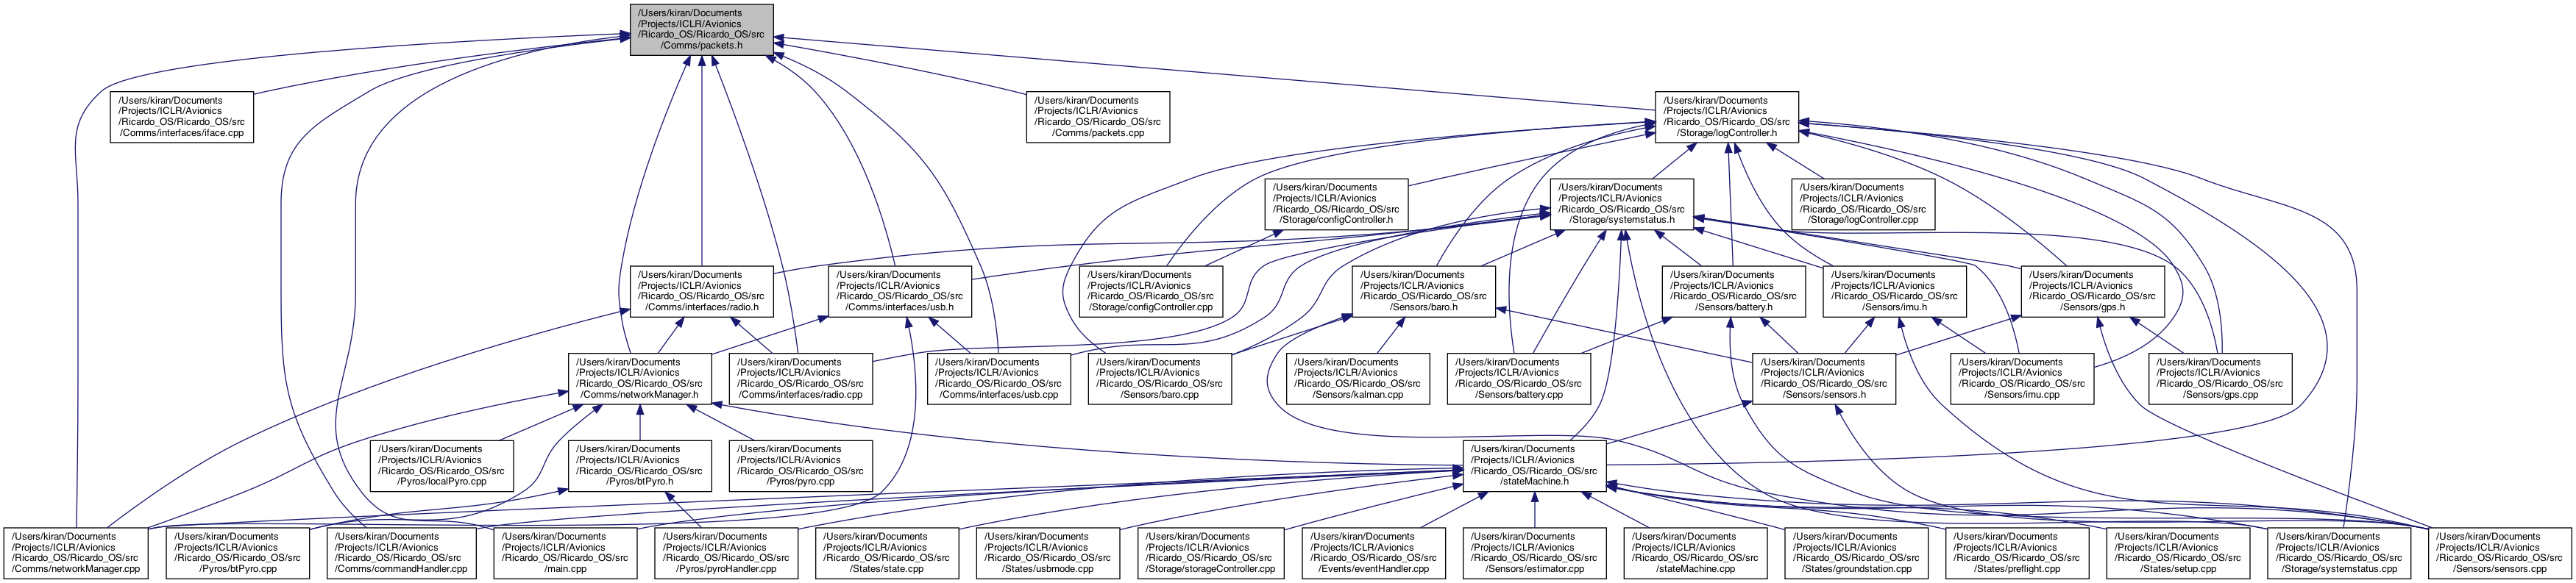 /Users/kiran/Documents
/Projects/ICLR/Avionics
/Ricardo_OS/Ricardo_OS/src
/Comms/packets.h
/Users/kiran/Documents
/Projects/ICLR/Avionics
/Ricardo_OS/Ricardo_OS/src
/Comms/interfaces/iface.cpp
/Users/kiran/Documents
/Projects/ICLR/Avionics
/Ricardo_OS/Ricardo_OS/src
/Comms/packets.cpp
/Users/kiran/Documents
/Projects/ICLR/Avionics
/Ricardo_OS/Ricardo_OS/src
/Storage/logController.h
/Users/kiran/Documents
/Projects/ICLR/Avionics
/Ricardo_OS/Ricardo_OS/src
/Storage/configController.h
/Users/kiran/Documents
/Projects/ICLR/Avionics
/Ricardo_OS/Ricardo_OS/src
/Storage/systemstatus.h
/Users/kiran/Documents
/Projects/ICLR/Avionics
/Ricardo_OS/Ricardo_OS/src
/Storage/logController.cpp
/Users/kiran/Documents
/Projects/ICLR/Avionics
/Ricardo_OS/Ricardo_OS/src
/Comms/interfaces/radio.h
/Users/kiran/Documents
/Projects/ICLR/Avionics
/Ricardo_OS/Ricardo_OS/src
/Comms/interfaces/usb.h
/Users/kiran/Documents
/Projects/ICLR/Avionics
/Ricardo_OS/Ricardo_OS/src
/Storage/configController.cpp
/Users/kiran/Documents
/Projects/ICLR/Avionics
/Ricardo_OS/Ricardo_OS/src
/Sensors/baro.h
/Users/kiran/Documents
/Projects/ICLR/Avionics
/Ricardo_OS/Ricardo_OS/src
/Sensors/battery.h
/Users/kiran/Documents
/Projects/ICLR/Avionics
/Ricardo_OS/Ricardo_OS/src
/Sensors/imu.h
/Users/kiran/Documents
/Projects/ICLR/Avionics
/Ricardo_OS/Ricardo_OS/src
/Sensors/gps.h
/Users/kiran/Documents
/Projects/ICLR/Avionics
/Ricardo_OS/Ricardo_OS/src
/Comms/networkManager.h
/Users/kiran/Documents
/Projects/ICLR/Avionics
/Ricardo_OS/Ricardo_OS/src
/Comms/interfaces/radio.cpp
/Users/kiran/Documents
/Projects/ICLR/Avionics
/Ricardo_OS/Ricardo_OS/src
/Comms/interfaces/usb.cpp
/Users/kiran/Documents
/Projects/ICLR/Avionics
/Ricardo_OS/Ricardo_OS/src
/Sensors/baro.cpp
/Users/kiran/Documents
/Projects/ICLR/Avionics
/Ricardo_OS/Ricardo_OS/src
/Sensors/kalman.cpp
/Users/kiran/Documents
/Projects/ICLR/Avionics
/Ricardo_OS/Ricardo_OS/src
/Sensors/battery.cpp
/Users/kiran/Documents
/Projects/ICLR/Avionics
/Ricardo_OS/Ricardo_OS/src
/Sensors/sensors.h
/Users/kiran/Documents
/Projects/ICLR/Avionics
/Ricardo_OS/Ricardo_OS/src
/Sensors/imu.cpp
/Users/kiran/Documents
/Projects/ICLR/Avionics
/Ricardo_OS/Ricardo_OS/src
/Sensors/gps.cpp
/Users/kiran/Documents
/Projects/ICLR/Avionics
/Ricardo_OS/Ricardo_OS/src
/Pyros/localPyro.cpp
/Users/kiran/Documents
/Projects/ICLR/Avionics
/Ricardo_OS/Ricardo_OS/src
/Pyros/btPyro.h
/Users/kiran/Documents
/Projects/ICLR/Avionics
/Ricardo_OS/Ricardo_OS/src
/Pyros/pyro.cpp
/Users/kiran/Documents
/Projects/ICLR/Avionics
/Ricardo_OS/Ricardo_OS/src
/stateMachine.h
/Users/kiran/Documents
/Projects/ICLR/Avionics
/Ricardo_OS/Ricardo_OS/src
/Comms/networkManager.cpp
/Users/kiran/Documents
/Projects/ICLR/Avionics
/Ricardo_OS/Ricardo_OS/src
/Pyros/btPyro.cpp
/Users/kiran/Documents
/Projects/ICLR/Avionics
/Ricardo_OS/Ricardo_OS/src
/Comms/commandHandler.cpp
/Users/kiran/Documents
/Projects/ICLR/Avionics
/Ricardo_OS/Ricardo_OS/src
/main.cpp
/Users/kiran/Documents
/Projects/ICLR/Avionics
/Ricardo_OS/Ricardo_OS/src
/Pyros/pyroHandler.cpp
/Users/kiran/Documents
/Projects/ICLR/Avionics
/Ricardo_OS/Ricardo_OS/src
/States/state.cpp
/Users/kiran/Documents
/Projects/ICLR/Avionics
/Ricardo_OS/Ricardo_OS/src
/States/usbmode.cpp
/Users/kiran/Documents
/Projects/ICLR/Avionics
/Ricardo_OS/Ricardo_OS/src
/Storage/storageController.cpp
/Users/kiran/Documents
/Projects/ICLR/Avionics
/Ricardo_OS/Ricardo_OS/src
/Events/eventHandler.cpp
/Users/kiran/Documents
/Projects/ICLR/Avionics
/Ricardo_OS/Ricardo_OS/src
/Sensors/estimator.cpp
/Users/kiran/Documents
/Projects/ICLR/Avionics
/Ricardo_OS/Ricardo_OS/src
/stateMachine.cpp
/Users/kiran/Documents
/Projects/ICLR/Avionics
/Ricardo_OS/Ricardo_OS/src
/States/groundstation.cpp
/Users/kiran/Documents
/Projects/ICLR/Avionics
/Ricardo_OS/Ricardo_OS/src
/States/preflight.cpp
/Users/kiran/Documents
/Projects/ICLR/Avionics
/Ricardo_OS/Ricardo_OS/src
/States/setup.cpp
/Users/kiran/Documents
/Projects/ICLR/Avionics
/Ricardo_OS/Ricardo_OS/src
/Storage/systemstatus.cpp
/Users/kiran/Documents
/Projects/ICLR/Avionics
/Ricardo_OS/Ricardo_OS/src
/Sensors/sensors.cpp